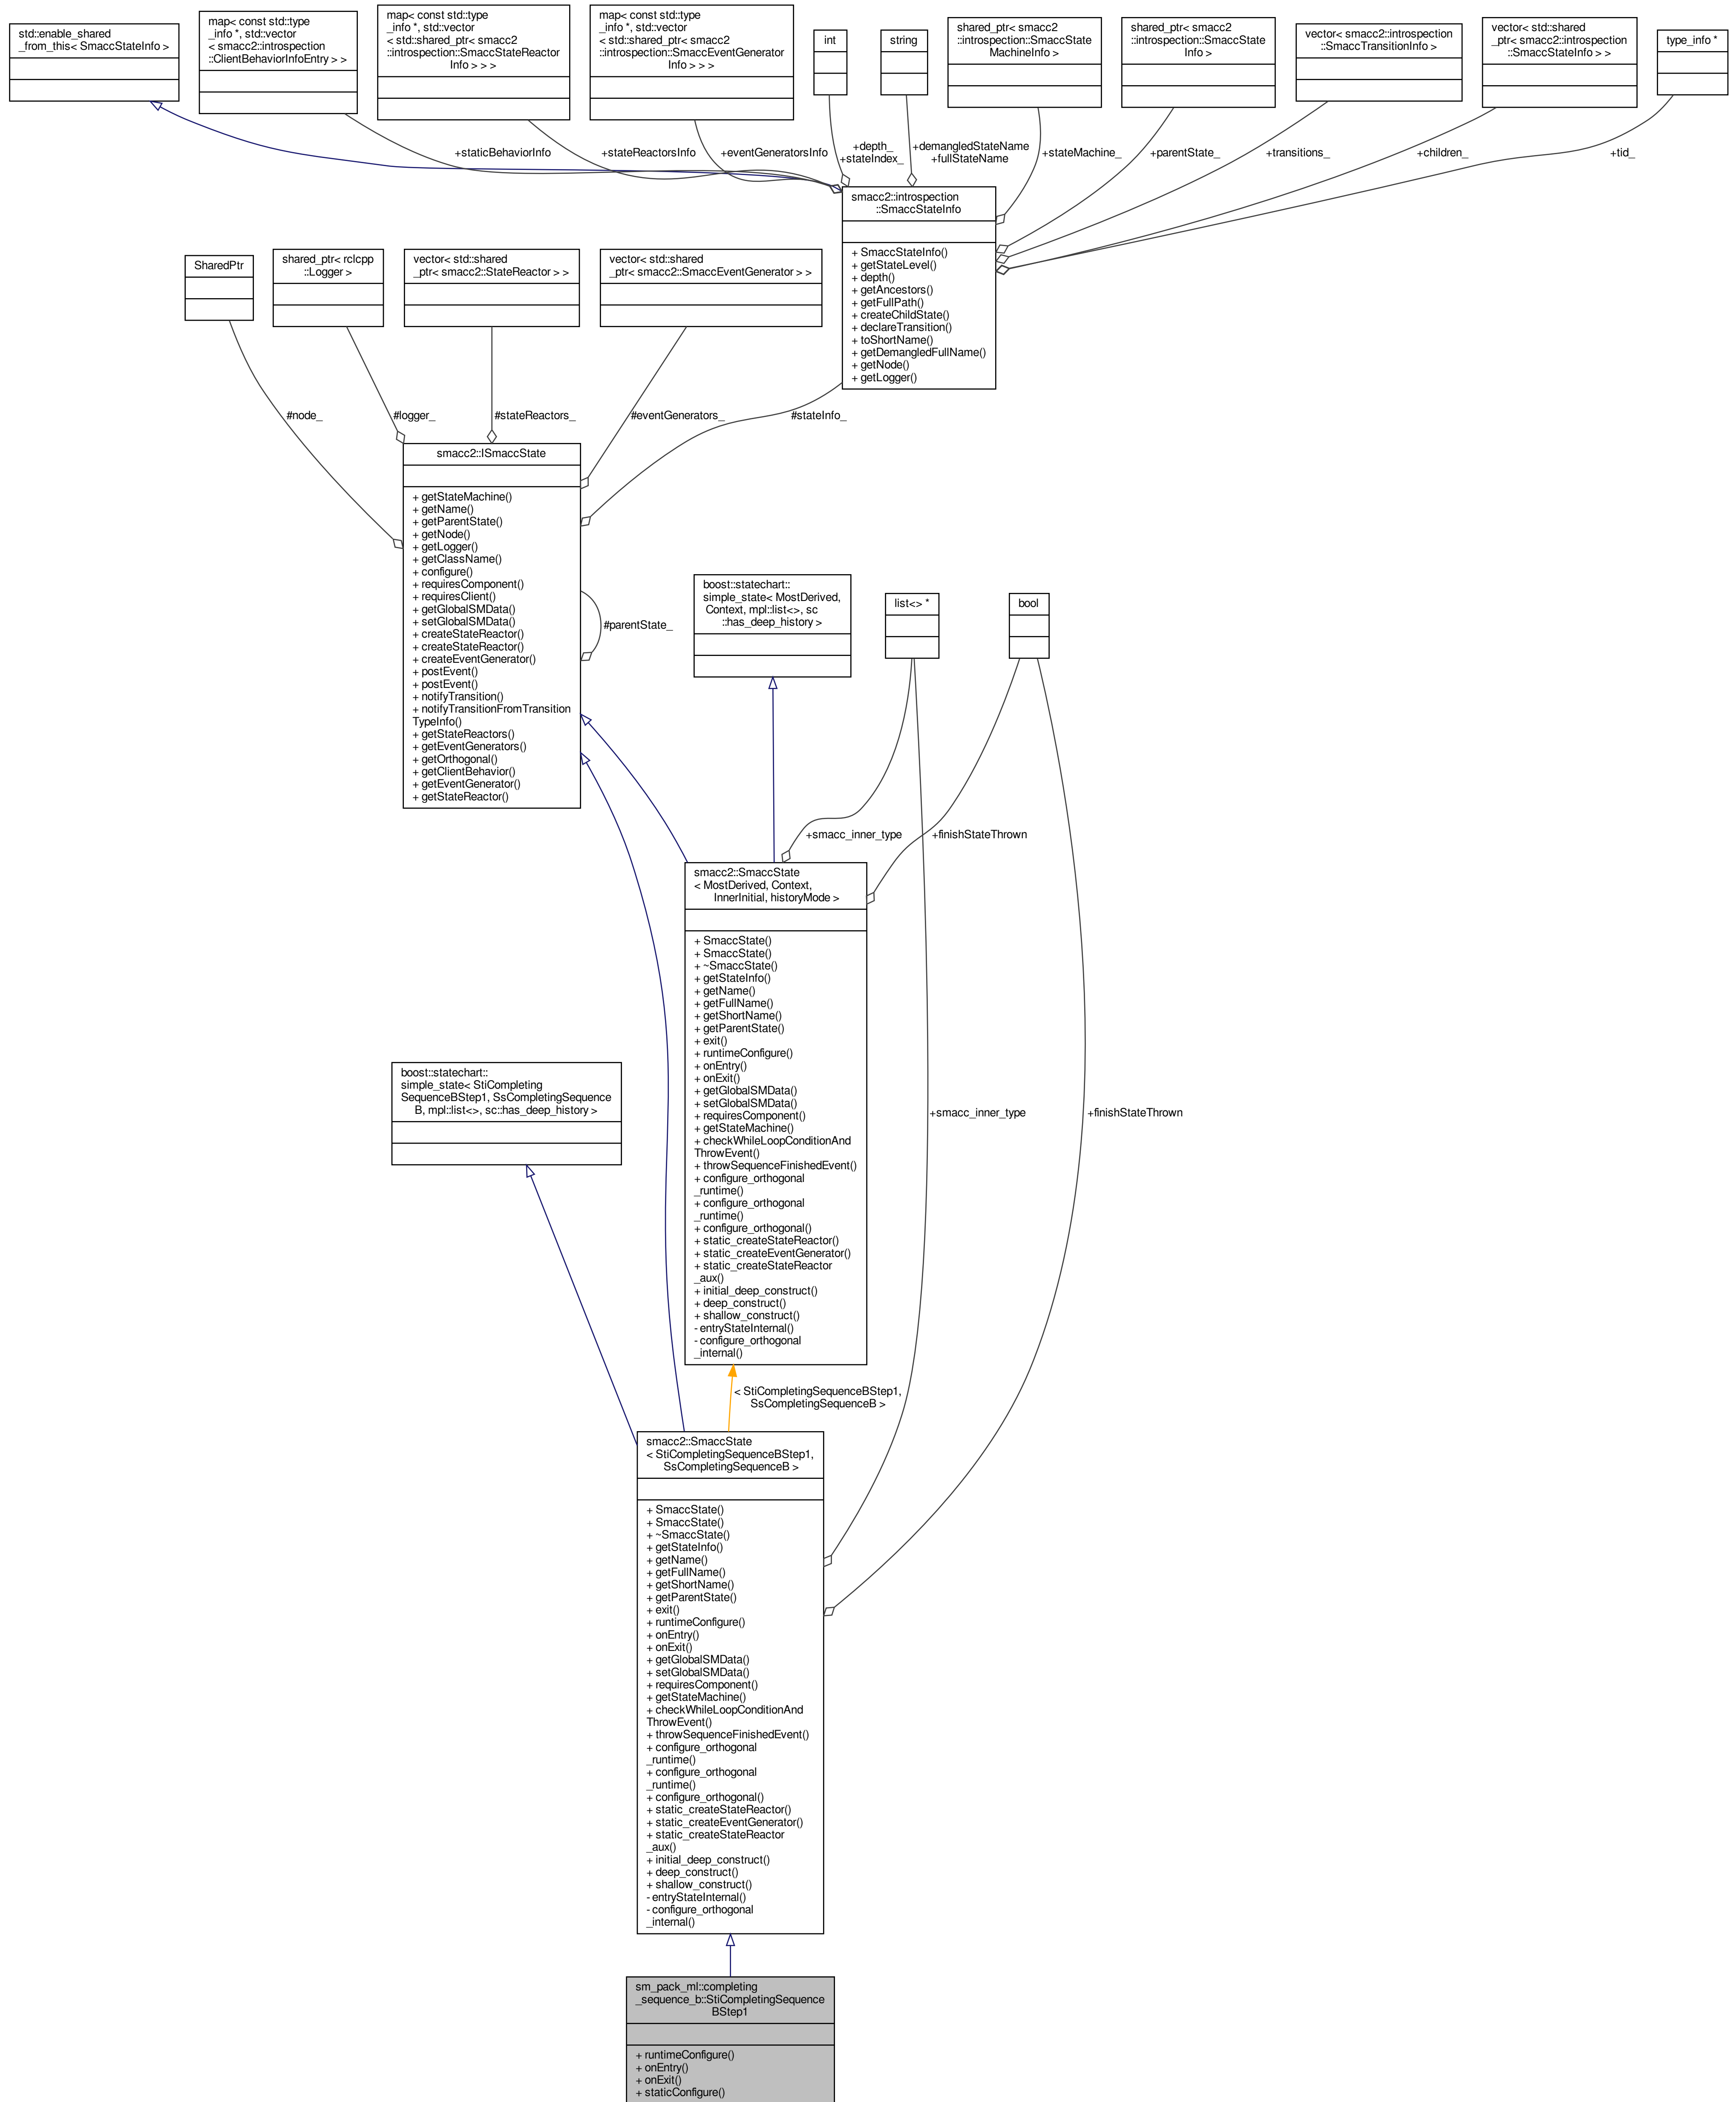 std::enable_shared
_from_this< SmaccStateInfo >
map< const std::type
_info *, std::vector
< smacc2::introspection
::ClientBehaviorInfoEntry > >
map< const std::type
_info *, std::vector
< std::shared_ptr< smacc2
::introspection::SmaccStateReactor
Info > > >
map< const std::type
_info *, std::vector
< std::shared_ptr< smacc2
::introspection::SmaccEventGenerator
Info > > >
int
string
shared_ptr< smacc2
::introspection::SmaccState
MachineInfo >
shared_ptr< smacc2
::introspection::SmaccState
Info >
vector< smacc2::introspection
::SmaccTransitionInfo >
vector< std::shared
_ptr< smacc2::introspection
::SmaccStateInfo > >
type_info *
+staticBehaviorInfo
+stateReactorsInfo
+eventGeneratorsInfo
+depth_
+stateIndex_
+demangledStateName
+fullStateName
+stateMachine_
+parentState_
+transitions_
+children_
+tid_
smacc2::introspection
::SmaccStateInfo
+ SmaccStateInfo()
+ getStateLevel()
+ depth()
+ getAncestors()
+ getFullPath()
+ createChildState()
+ declareTransition()
+ toShortName()
+ getDemangledFullName()
+ getNode()
+ getLogger()
SharedPtr
shared_ptr< rclcpp
::Logger >
vector< std::shared
_ptr< smacc2::StateReactor > >
vector< std::shared
_ptr< smacc2::SmaccEventGenerator > >
#node_
#logger_
#stateReactors_
#eventGenerators_
#stateInfo_
smacc2::ISmaccState
+ getStateMachine()
+ getName()
+ getParentState()
+ getNode()
+ getLogger()
+ getClassName()
+ configure()
+ requiresComponent()
+ requiresClient()
+ getGlobalSMData()
+ setGlobalSMData()
+ createStateReactor()
+ createStateReactor()
+ createEventGenerator()
+ postEvent()
+ postEvent()
+ notifyTransition()
+ notifyTransitionFromTransition
TypeInfo()
+ getStateReactors()
+ getEventGenerators()
+ getOrthogonal()
+ getClientBehavior()
+ getEventGenerator()
+ getStateReactor()
#parentState_
boost::statechart::
simple_state< MostDerived,
Context, mpl::list<>, sc
::has_deep_history >
list<> *
bool
+smacc_inner_type
+finishStateThrown
smacc2::SmaccState
< MostDerived, Context,
InnerInitial, historyMode >
+ SmaccState()
+ SmaccState()
+ ~SmaccState()
+ getStateInfo()
+ getName()
+ getFullName()
+ getShortName()
+ getParentState()
+ exit()
+ runtimeConfigure()
+ onEntry()
+ onExit()
+ getGlobalSMData()
+ setGlobalSMData()
+ requiresComponent()
+ getStateMachine()
+ checkWhileLoopConditionAnd
ThrowEvent()
+ throwSequenceFinishedEvent()
+ configure_orthogonal
_runtime()
+ configure_orthogonal
_runtime()
+ configure_orthogonal()
+ static_createStateReactor()
+ static_createEventGenerator()
+ static_createStateReactor
_aux()
+ initial_deep_construct()
+ deep_construct()
+ shallow_construct()
- entryStateInternal()
- configure_orthogonal
_internal()
boost::statechart::
simple_state< StiCompleting
SequenceBStep1, SsCompletingSequence
B, mpl::list<>, sc::has_deep_history >
+smacc_inner_type
+finishStateThrown
< StiCompletingSequenceBStep1,
SsCompletingSequenceB >
smacc2::SmaccState
< StiCompletingSequenceBStep1,
SsCompletingSequenceB >
+ SmaccState()
+ SmaccState()
+ ~SmaccState()
+ getStateInfo()
+ getName()
+ getFullName()
+ getShortName()
+ getParentState()
+ exit()
+ runtimeConfigure()
+ onEntry()
+ onExit()
+ getGlobalSMData()
+ setGlobalSMData()
+ requiresComponent()
+ getStateMachine()
+ checkWhileLoopConditionAnd
ThrowEvent()
+ throwSequenceFinishedEvent()
+ configure_orthogonal
_runtime()
+ configure_orthogonal
_runtime()
+ configure_orthogonal()
+ static_createStateReactor()
+ static_createEventGenerator()
+ static_createStateReactor
_aux()
+ initial_deep_construct()
+ deep_construct()
+ shallow_construct()
- entryStateInternal()
- configure_orthogonal
_internal()
sm_pack_ml::completing
_sequence_b::StiCompletingSequence
BStep1
+ runtimeConfigure()
+ onEntry()
+ onExit()
+ staticConfigure()